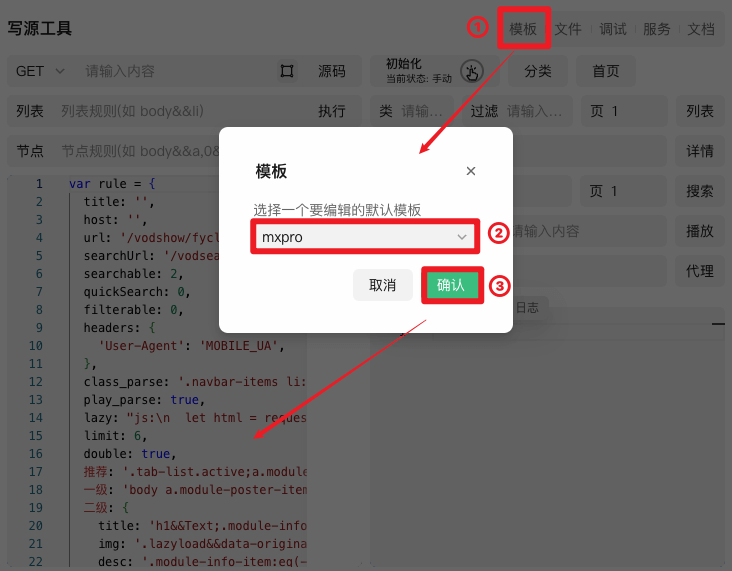 写源工具
① 模板 文件 调试 服务 文档
GET 请输入内容 源码
初始化
当前状态: 手动
分类 首页
列表 列表规则(如 body&&li) 执行
类 请输... 过滤 请输入... 页 1 列表
节点 节点规则(如 body&&a,0&
详情
页 1 搜索
请输入内容 播放
代理
日志
模板 ×
选择一个要编辑的默认模板
mxpro ②
取消 确认 ③
1 var rule = {
2 title: '',
3 host: '',
4 url: '/vodshow/fycl
5 searchUrl: '/vodsea
6 searchable: 2,
7 quickSearch: 0,
8 filterable: 0,
9 headers: {
10 'User-Agent': 'MOBILE_UA',
11 },
12 class_parse: '.navbar-items li:
13 play_parse: true,
14 lazy: "js:\n let html = reques
15 limit: 6,
16 double: true,
17 推荐: '.tab-list.active;a.module
18 一级: 'body a.module-poster-item
19 二级: {
20 title: 'h1&&Text;.module-info
21 img: '.lazyload&&data-origina
22 desc: '.module-info-item:eq(-